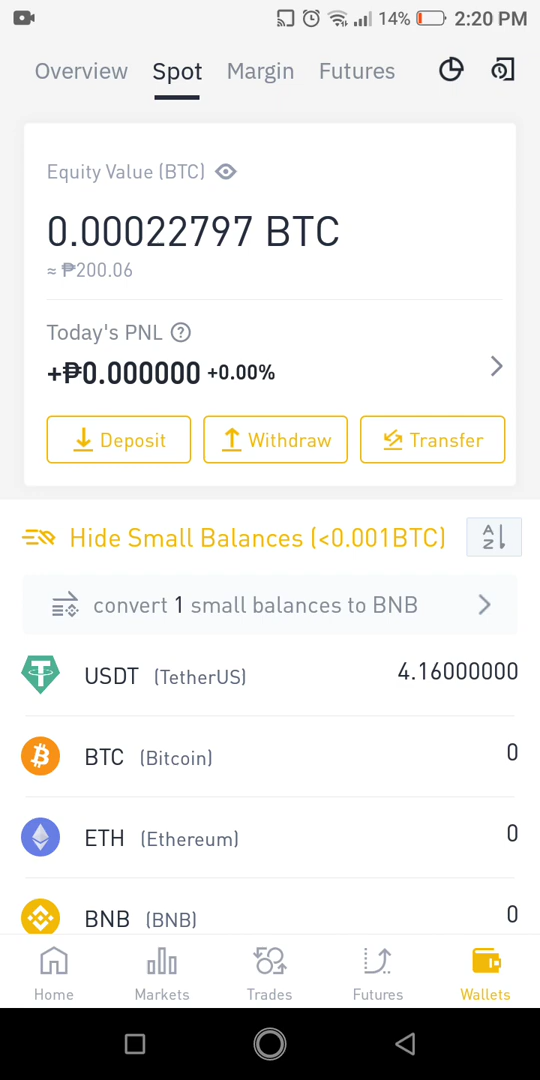 14% 2:20 PM
Overview Spot Margin Futures
Equity Value (BTC)
0.00022797 BTC
≈ ₱200.06
Today's PNL ?
+₱0.000000 +0.00%
Deposit Withdraw Transfer
Hide Small Balances (<0.001BTC) A Z
convert 1 small balances to BNB
USDT (TetherUS) 4.16000000
BTC (Bitcoin) 0
ETH (Ethereum) 0
BNB (BNB) 0
Home Markets Trades Futures Wallets